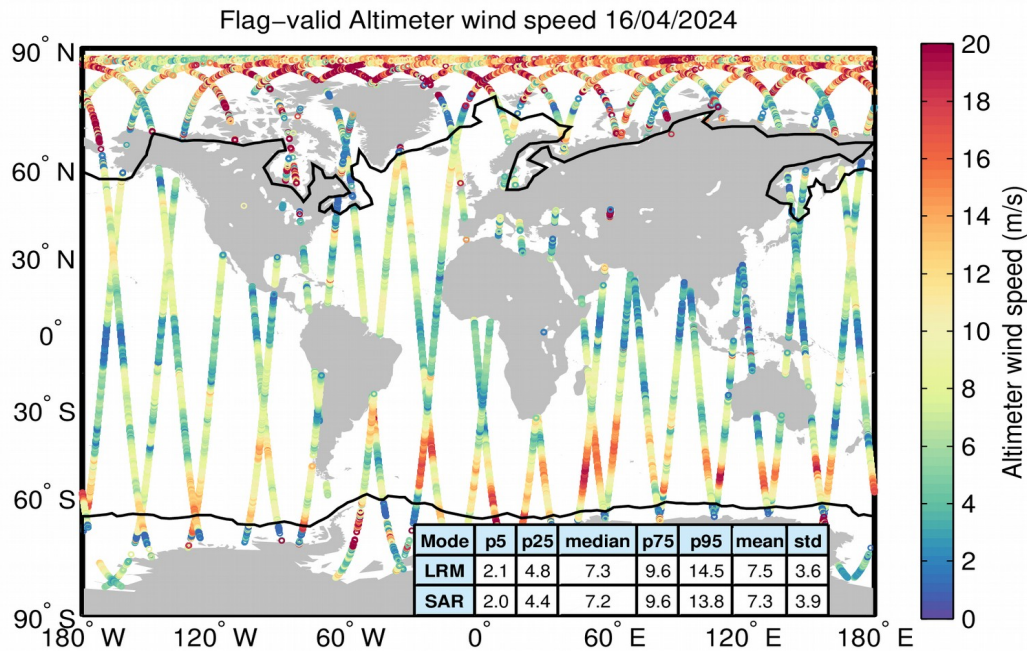 Flag-valid Altimeter wind speed 16/04/2024
90° N
60° N
30° N
0°
30° S
60° S
90° S
180° W 120° W 60° W 0° 60° E 120° E 180° E
Mode p5 p25 median p75 p95 mean std
LRM 2.1 4.8 7.3 9.6 14.5 7.5 3.6
SAR 2.0 4.4 7.2 9.6 13.8 7.3 3.9
20
18
16
14
12
10
8
6
4
2
0
Altimeter wind speed (m/s)